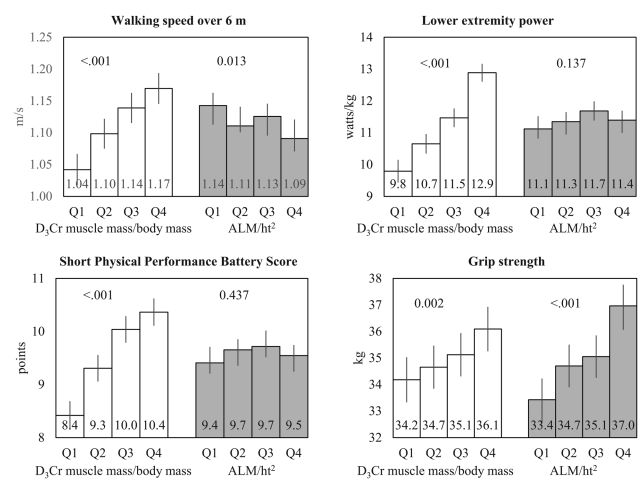 Walking speed over 6 m
1.25
1.20
1.15
1.10
1.05
1.00
m/s
<.001
0.013
1.04 1.10 1.14 1.17 1.14 1.11 1.13 1.09
Q1 Q2 Q3 Q4 Q1 Q2 Q3 Q4
D₃Cr muscle mass/body mass ALM/ht²
Lower extremity power
14
13
12
11
10
9
watts/kg
<.001
0.137
9.8 10.7 11.5 12.9 11.1 11.3 11.7 11.4
Q1 Q2 Q3 Q4 Q1 Q2 Q3 Q4
D₃Cr muscle mass/body mass ALM/ht²
Short Physical Performance Battery Score
11
10
9
8
points
<.001
0.437
8.4 9.3 10.0 10.4 9.4 9.7 9.7 9.5
Q1 Q2 Q3 Q4 Q1 Q2 Q3 Q4
D₃Cr muscle mass/body mass ALM/ht²
Grip strength
38
37
36
35
34
33
32
kg
0.002
<.001
34.2 34.7 35.1 36.1 33.4 34.7 35.1 37.0
Q1 Q2 Q3 Q4 Q1 Q2 Q3 Q4
D₃Cr muscle mass/body mass ALM/ht²